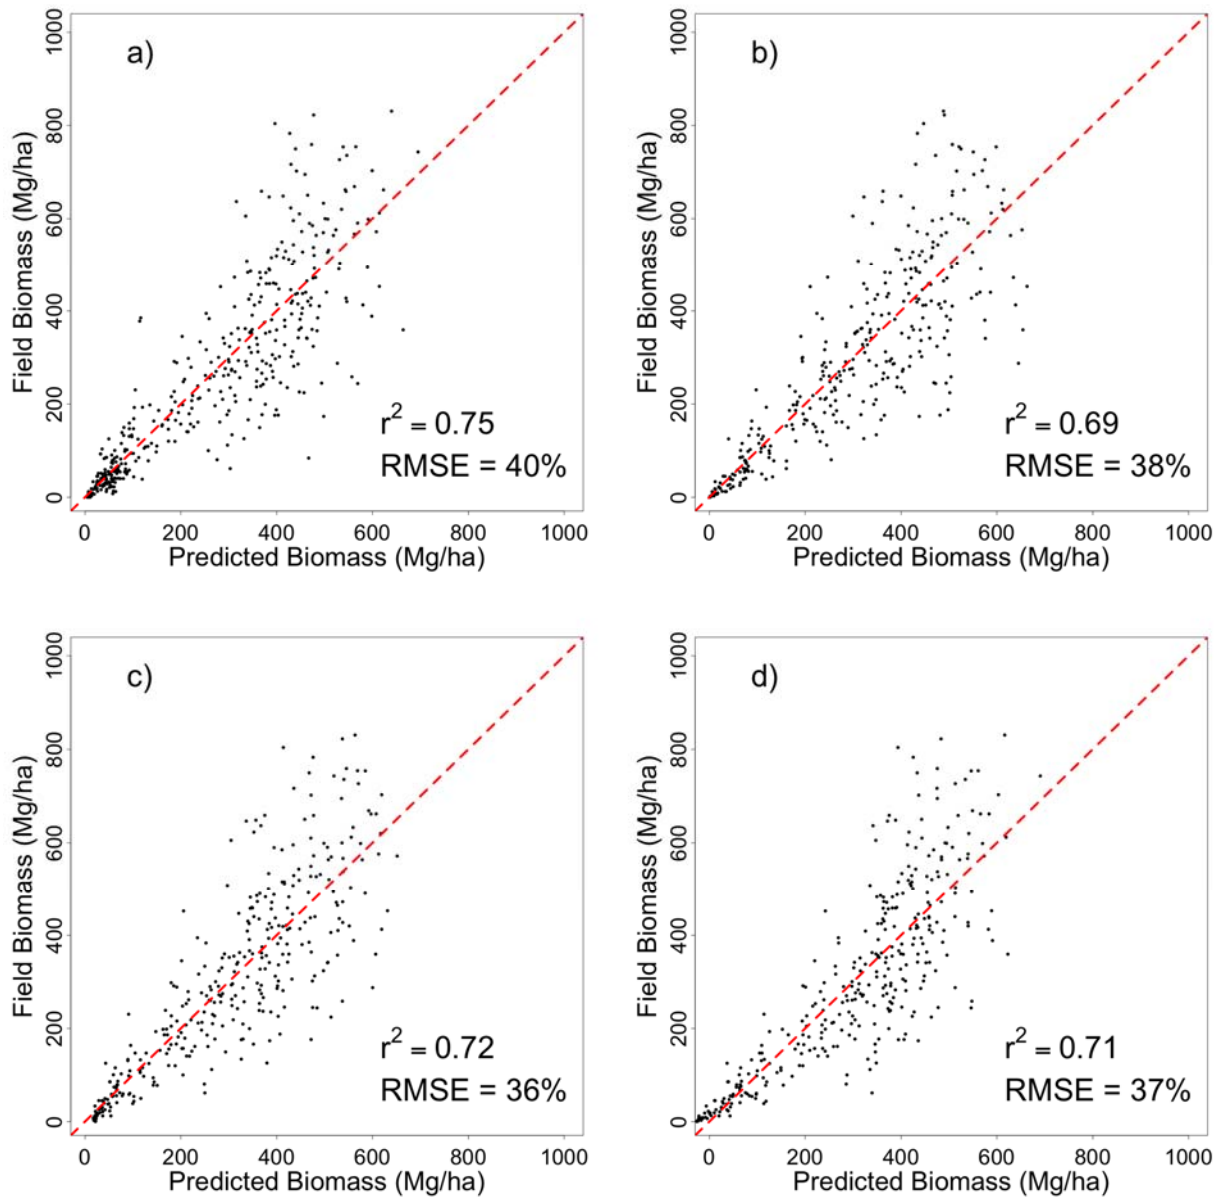 a)
1000
800
600
400
200
0
Field Biomass (Mg/ha)
r² = 0.75
RMSE = 40%
0 200 400 600 800 1000
Predicted Biomass (Mg/ha)
b)
1000
800
600
400
200
0
Field Biomass (Mg/ha)
r² = 0.69
RMSE = 38%
0 200 400 600 800 1000
Predicted Biomass (Mg/ha)
c)
1000
800
600
400
200
0
Field Biomass (Mg/ha)
r² = 0.72
RMSE = 36%
0 200 400 600 800 1000
Predicted Biomass (Mg/ha)
d)
1000
800
600
400
200
0
Field Biomass (Mg/ha)
r² = 0.71
RMSE = 37%
0 200 400 600 800 1000
Predicted Biomass (Mg/ha)